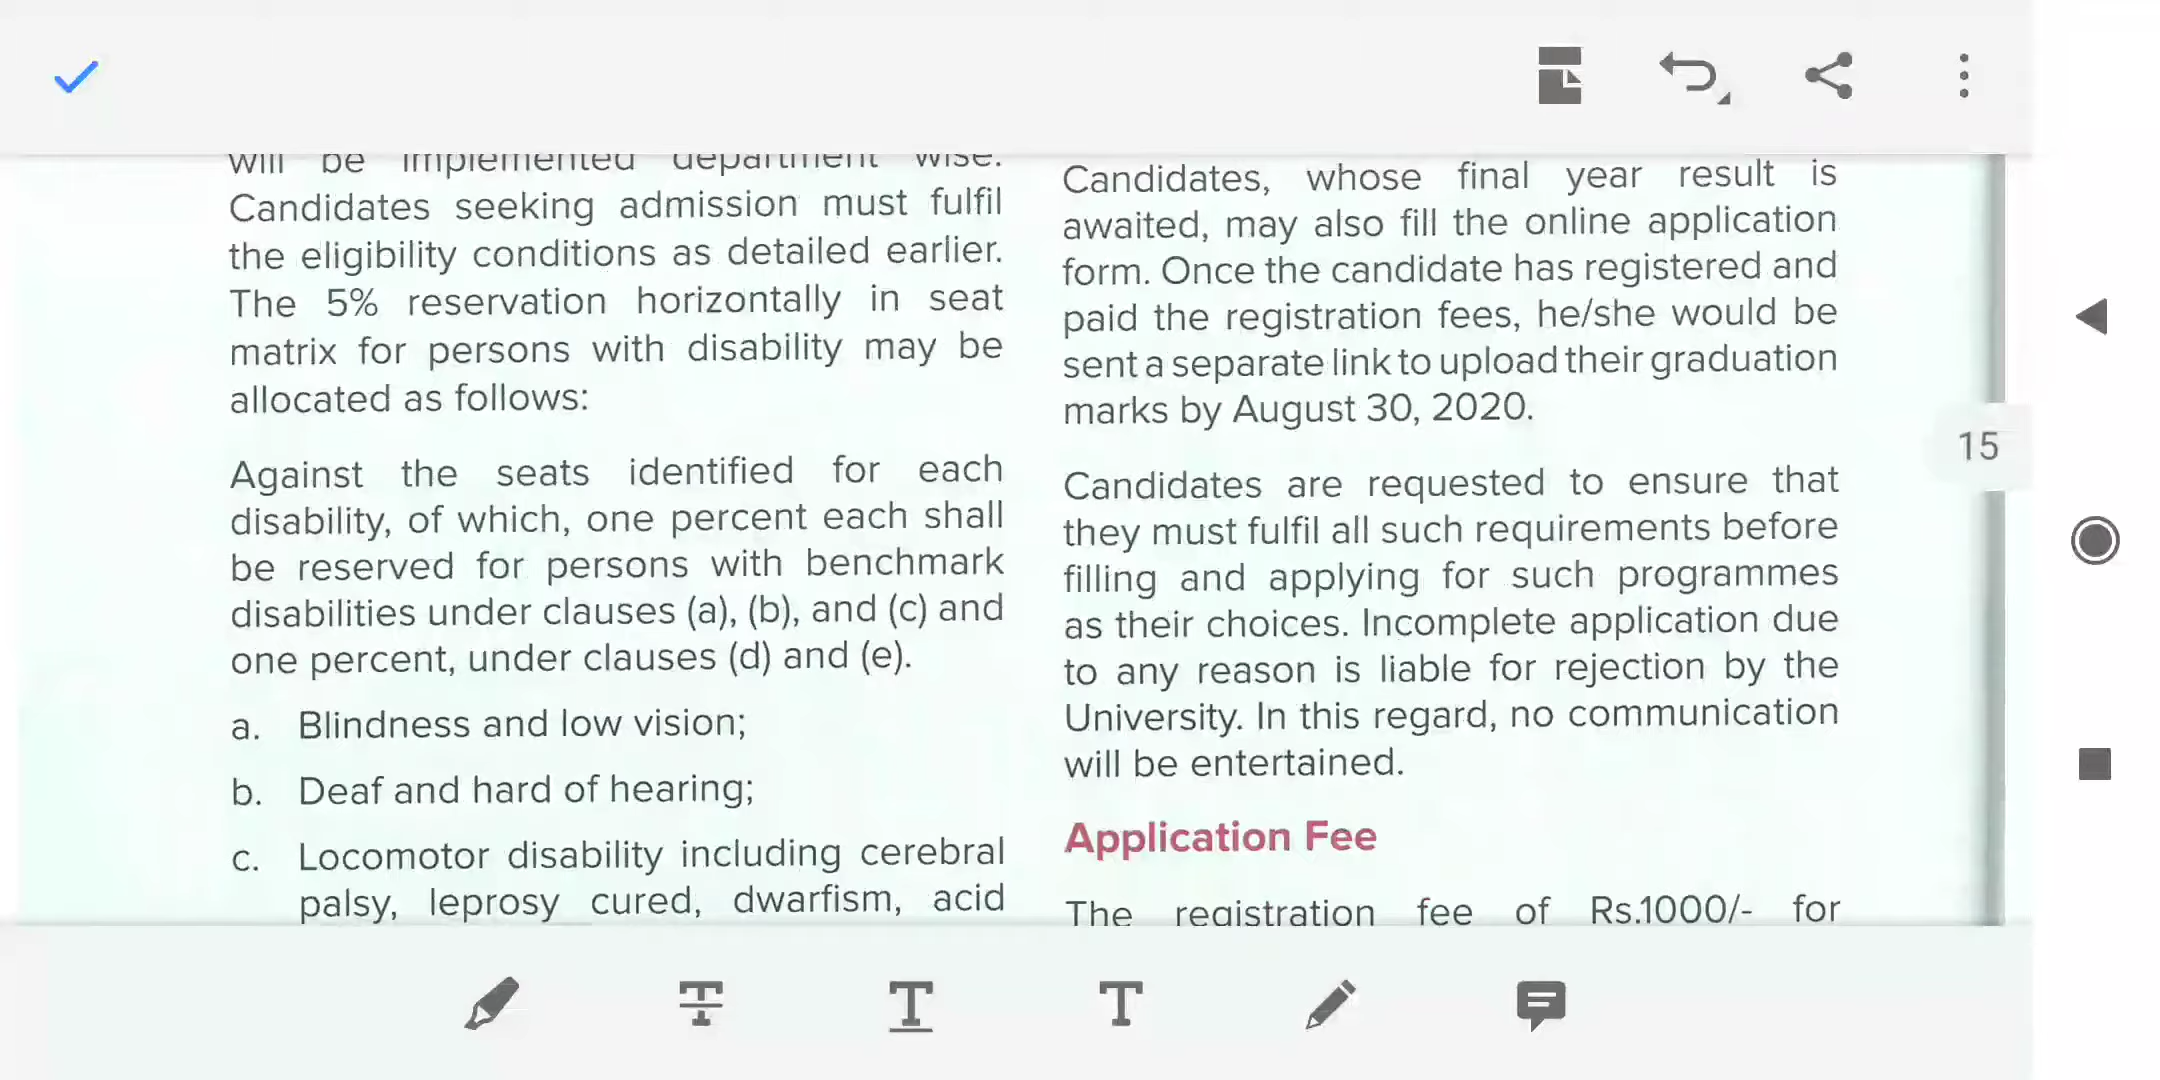 will be implemented department wise.
Candidates seeking admission must fulfil
the eligibility conditions as detailed earlier.
The 5% reservation horizontally in seat
matrix for persons with disability may be
allocated as follows:
Against the seats identified for each
disability, of which, one percent each shall
be reserved for persons with benchmark
disabilities under clauses (a), (b), and (c) and
one percent, under clauses (d) and (e).
a. Blindness and low vision;
b. Deaf and hard of hearing;
c. Locomotor disability including cerebral
palsy, leprosy cured, dwarfism, acid
Candidates, whose final year result is
awaited, may also fill the online application
form. Once the candidate has registered and
paid the registration fees, he/she would be
sent a separate link to upload their graduation
marks by August 30, 2020.
Candidates are requested to ensure that
they must fulfil all such requirements before
filling and applying for such programmes
as their choices. Incomplete application due
to any reason is liable for rejection by the
University. In this regard, no communication
will be entertained.
Application Fee
The registration fee of Rs.1000/- for
15